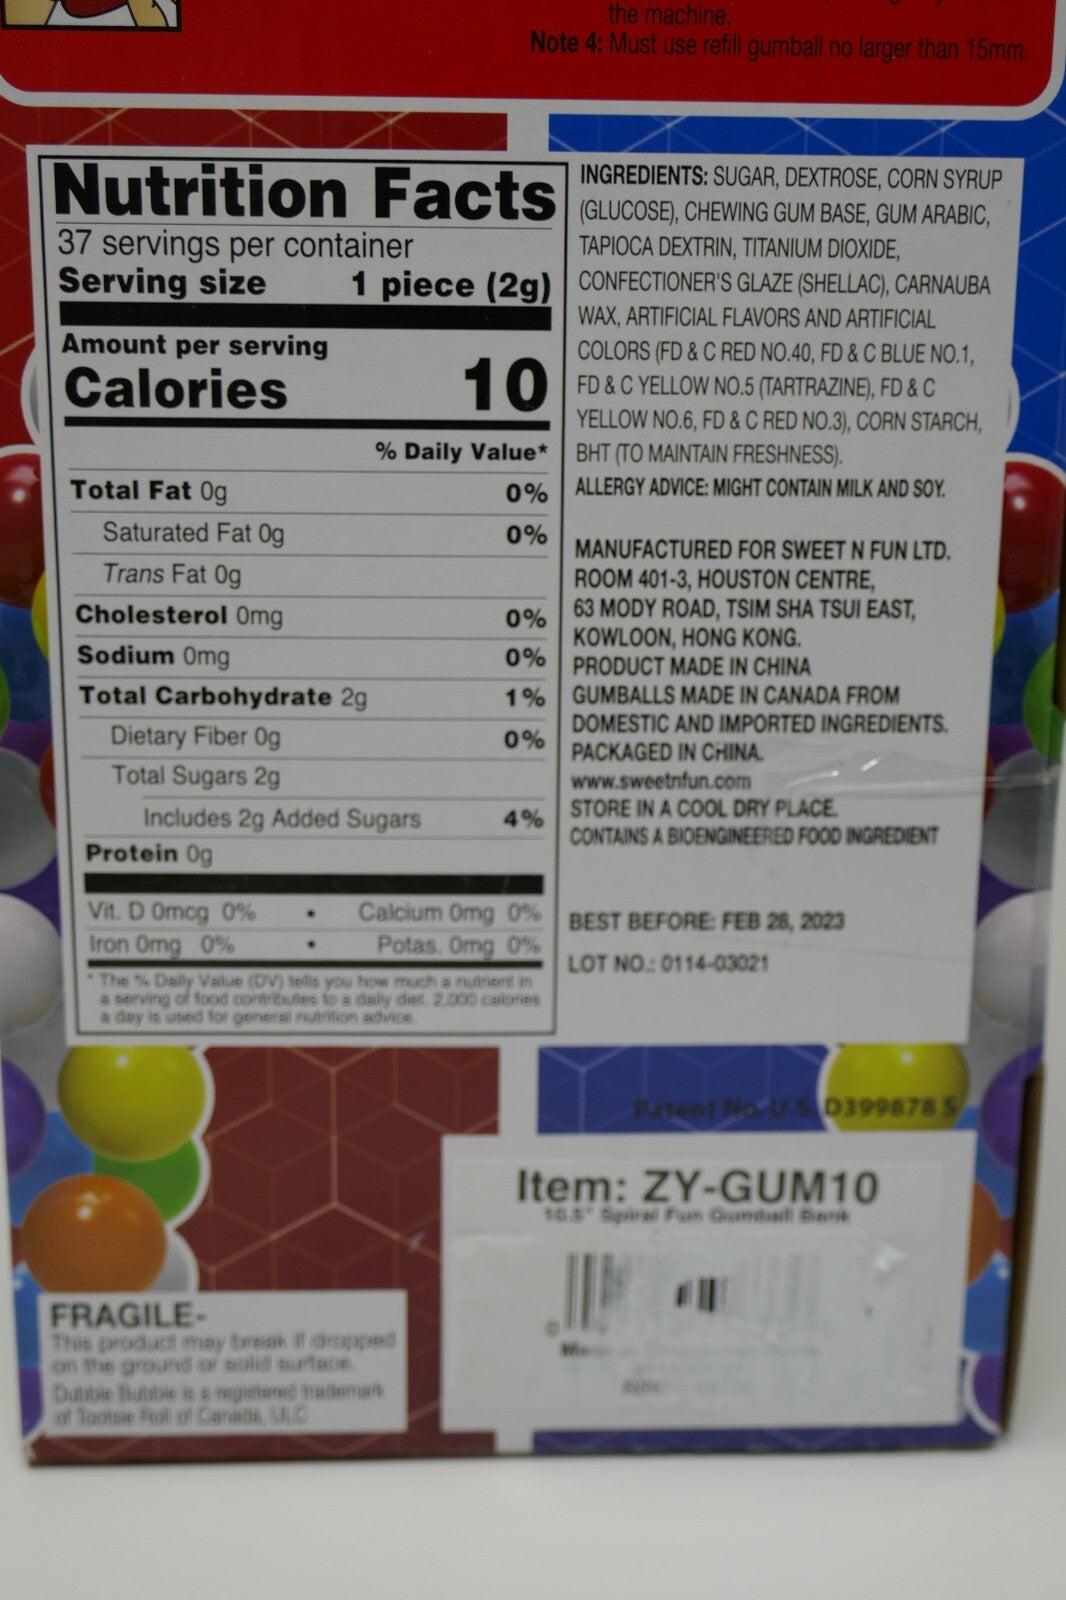 the machine.
Note 4: Must use refill gumball no larger than 15mm.
Nutrition Facts
37 servings per container
Serving size 1 piece (2g)
Amount per serving
Calories 10
% Daily Value*
Total Fat 0g 0%
Saturated Fat 0g 0%
Trans Fat 0g
Cholesterol 0mg 0%
Sodium 0mg 0%
Total Carbohydrate 2g 1%
Dietary Fiber 0g 0%
Total Sugars 2g
Includes 2g Added Sugars 4%
Protein 0g
Vit. D 0mcg 0% • Calcium 0mg 0%
Iron 0mg 0% • Potas. 0mg 0%
* The % Daily Value (DV) tells you how much a nutrient in
a serving of food contributes to a daily diet. 2,000 calories
a day is used for general nutrition advice.
INGREDIENTS: SUGAR, DEXTROSE, CORN SYRUP
(GLUCOSE), CHEWING GUM BASE, GUM ARABIC,
TAPIOCA DEXTRIN, TITANIUM DIOXIDE,
CONFECTIONER'S GLAZE (SHELLAC), CARNAUBA
WAX, ARTIFICIAL FLAVORS AND ARTIFICIAL
COLORS (FD & C RED NO.40, FD & C BLUE NO.1,
FD & C YELLOW NO.5 (TARTRAZINE), FD & C
YELLOW NO.6, FD & C RED NO.3), CORN STARCH,
BHT (TO MAINTAIN FRESHNESS).
ALLERGY ADVICE: MIGHT CONTAIN MILK AND SOY.
MANUFACTURED FOR SWEET N FUN LTD.
ROOM 401-3, HOUSTON CENTRE,
63 MODY ROAD, TSIM SHA TSUI EAST,
KOWLOON, HONG KONG.
PRODUCT MADE IN CHINA
GUMBALLS MADE IN CANADA FROM
DOMESTIC AND IMPORTED INGREDIENTS.
PACKAGED IN CHINA.
www.sweetnfun.com
STORE IN A COOL DRY PLACE.
CONTAINS A BIOENGINEERED FOOD INGREDIENT
BEST BEFORE: FEB 28, 2023
LOT NO.: 0114-03021
Patent No. U.S. D399878 S
Item: ZY-GUM10
10.5" Spiral Fun Gumball Bank
0
FRAGILE-
This product may break if dropped
on the ground or solid surface.
Dubble Bubble is a registered trademark
of Tootsie Roll of Canada, ULC